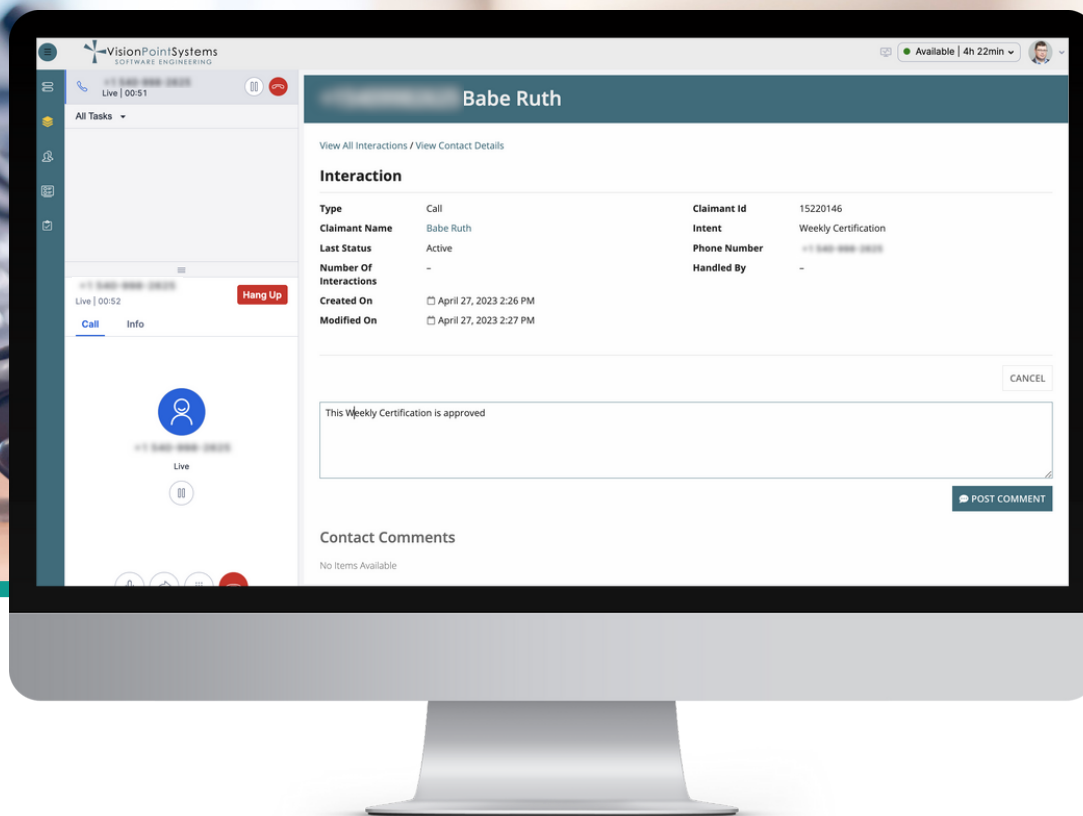 VisionPointSystems
SOFTWARE ENGINEERING
Available | 4h 22min
Live | 00:51
All Tasks
Live | 00:52
Hang Up
Call Info
Live
Babe Ruth
View All Interactions / View Contact Details
Interaction
Type Call Claimant Id 15220146
Claimant Name Babe Ruth Intent Weekly Certification
Last Status Active Phone Number
Number Of Interactions – Handled By –
Created On April 27, 2023 2:26 PM
Modified On April 27, 2023 2:27 PM
CANCEL
This Weekly Certification is approved
POST COMMENT
Contact Comments
No Items Available